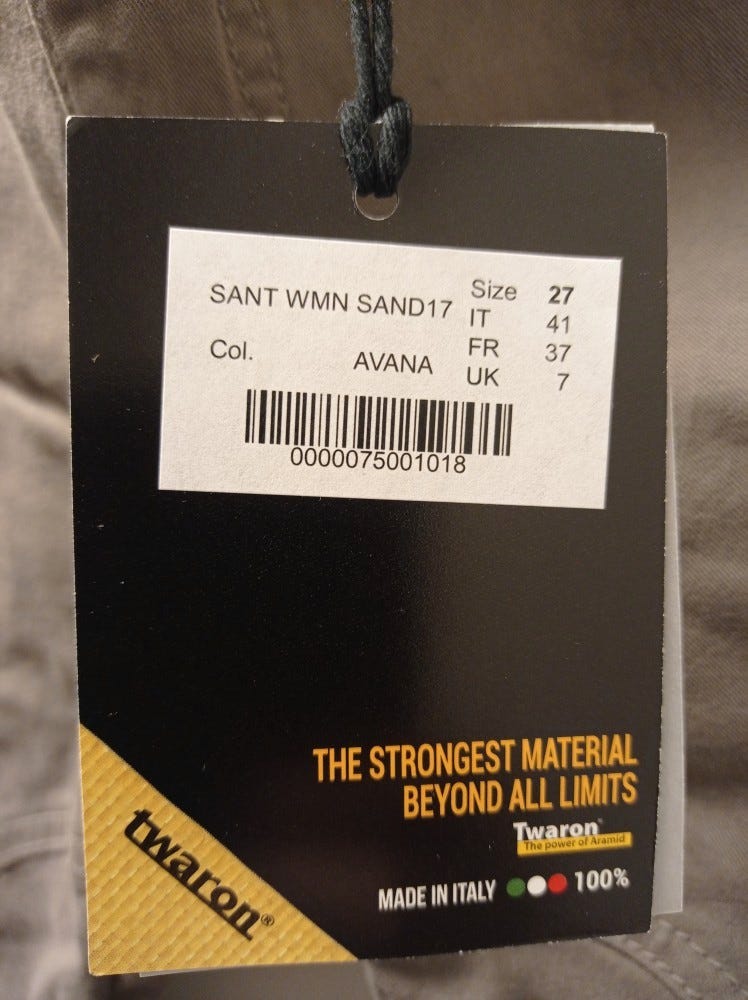 SANT WMN SAND17
Size 27
IT 41
FR 37
UK 7
Col. AVANA
0000075001018
THE STRONGEST MATERIAL
BEYOND ALL LIMITS
Twaron®
The power of Aramid
MADE IN ITALY 100%
twaron®